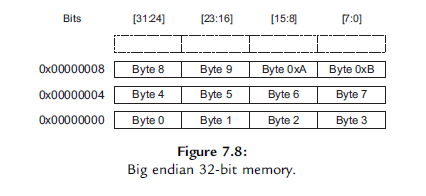 Bits [31:24] [23:16] [15:8] [7:0]
0x00000008 Byte 8 Byte 9 Byte 0xA Byte 0xB
0x00000004 Byte 4 Byte 5 Byte 6 Byte 7
0x00000000 Byte 0 Byte 1 Byte 2 Byte 3
Figure 7.8:
Big endian 32-bit memory.